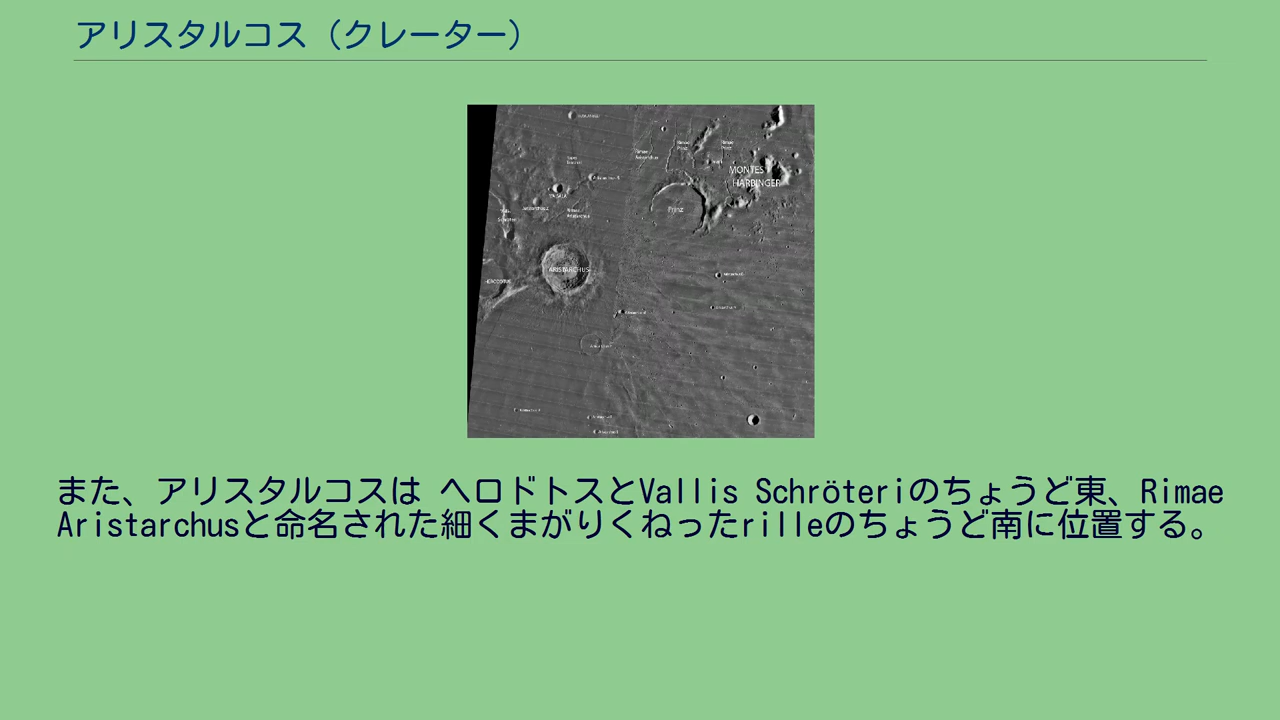 アリスタルコス（クレーター）
MONTES
HARBINGER
Prinz
ARISTARCHUS
また、アリスタルコスは ヘロドトスとVallis Schröteriのちょうど東、Rimae
Aristarchusと命名された細くまがりくねったrilleのちょうど南に位置する。